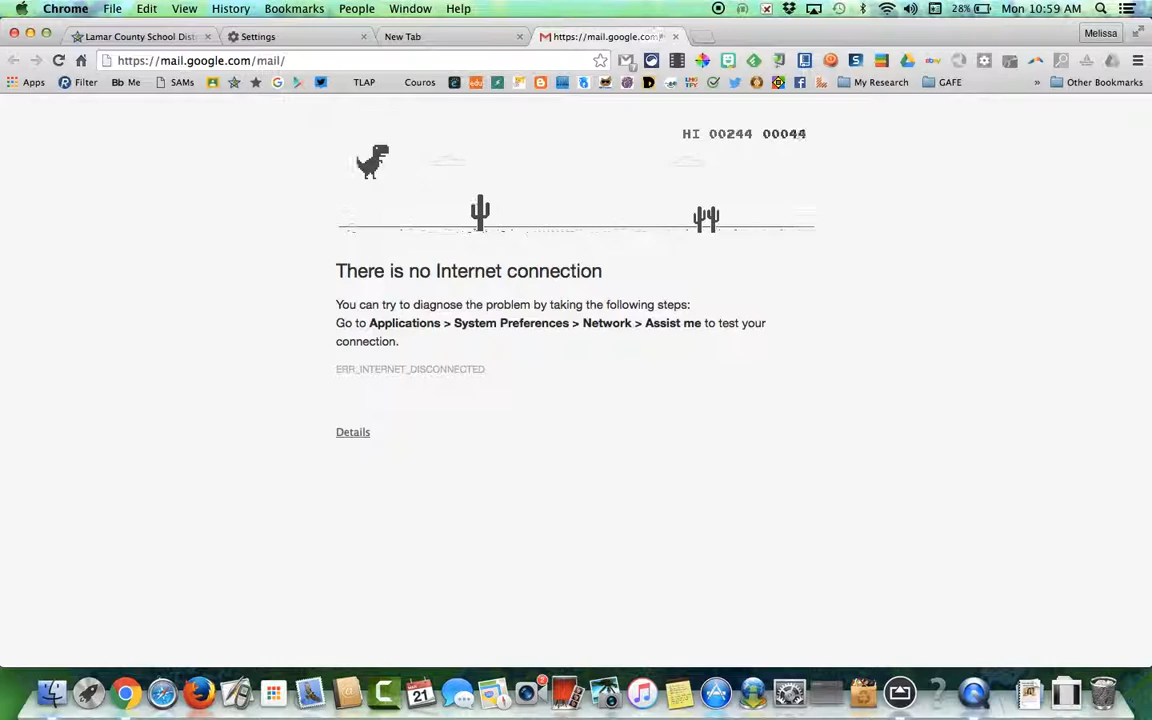 Chrome File Edit View History Bookmarks People Window Help 28% Mon 10:59 AM
Lamar County School Dist Settings New Tab https://mail.google.com/ Melissa
https://mail.google.com/mail/
Apps Filter Bb Me SAMs TLAP Couros My Research GAFE » Other Bookmarks
HI 00244 00044
There is no Internet connection
You can try to diagnose the problem by taking the following steps:
Go to Applications > System Preferences > Network > Assist me to test your
connection.
ERR_INTERNET_DISCONNECTED
Details
21